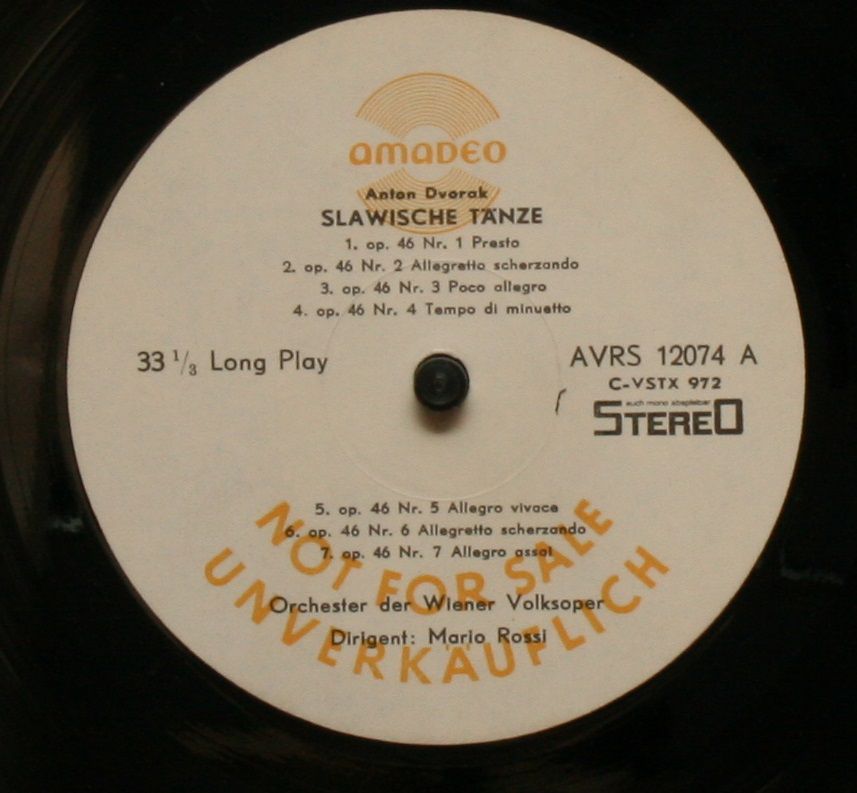 amadeo
Anton Dvorak
SLAWISCHE TÄNZE
1. op. 46 Nr. 1 Presto
2. op. 46 Nr. 2 Allegretto scherzando
3. op. 46 Nr. 3 Poco allegro
4. op. 46 Nr. 4 Tempo di minuetto
33 1/3 Long Play
AVRS 12074 A
C-VSTX 972
auch mono abspielbar
STEREO
5. op. 46 Nr. 5 Allegro vivace
6. op. 46 Nr. 6 Allegretto scherzando
7. op. 46 Nr. 7 Allegro assai
NOT FOR SALE
Orchester der Wiener Volksoper
Dirigent: Mario Rossi
UNVERKÄUFLICH